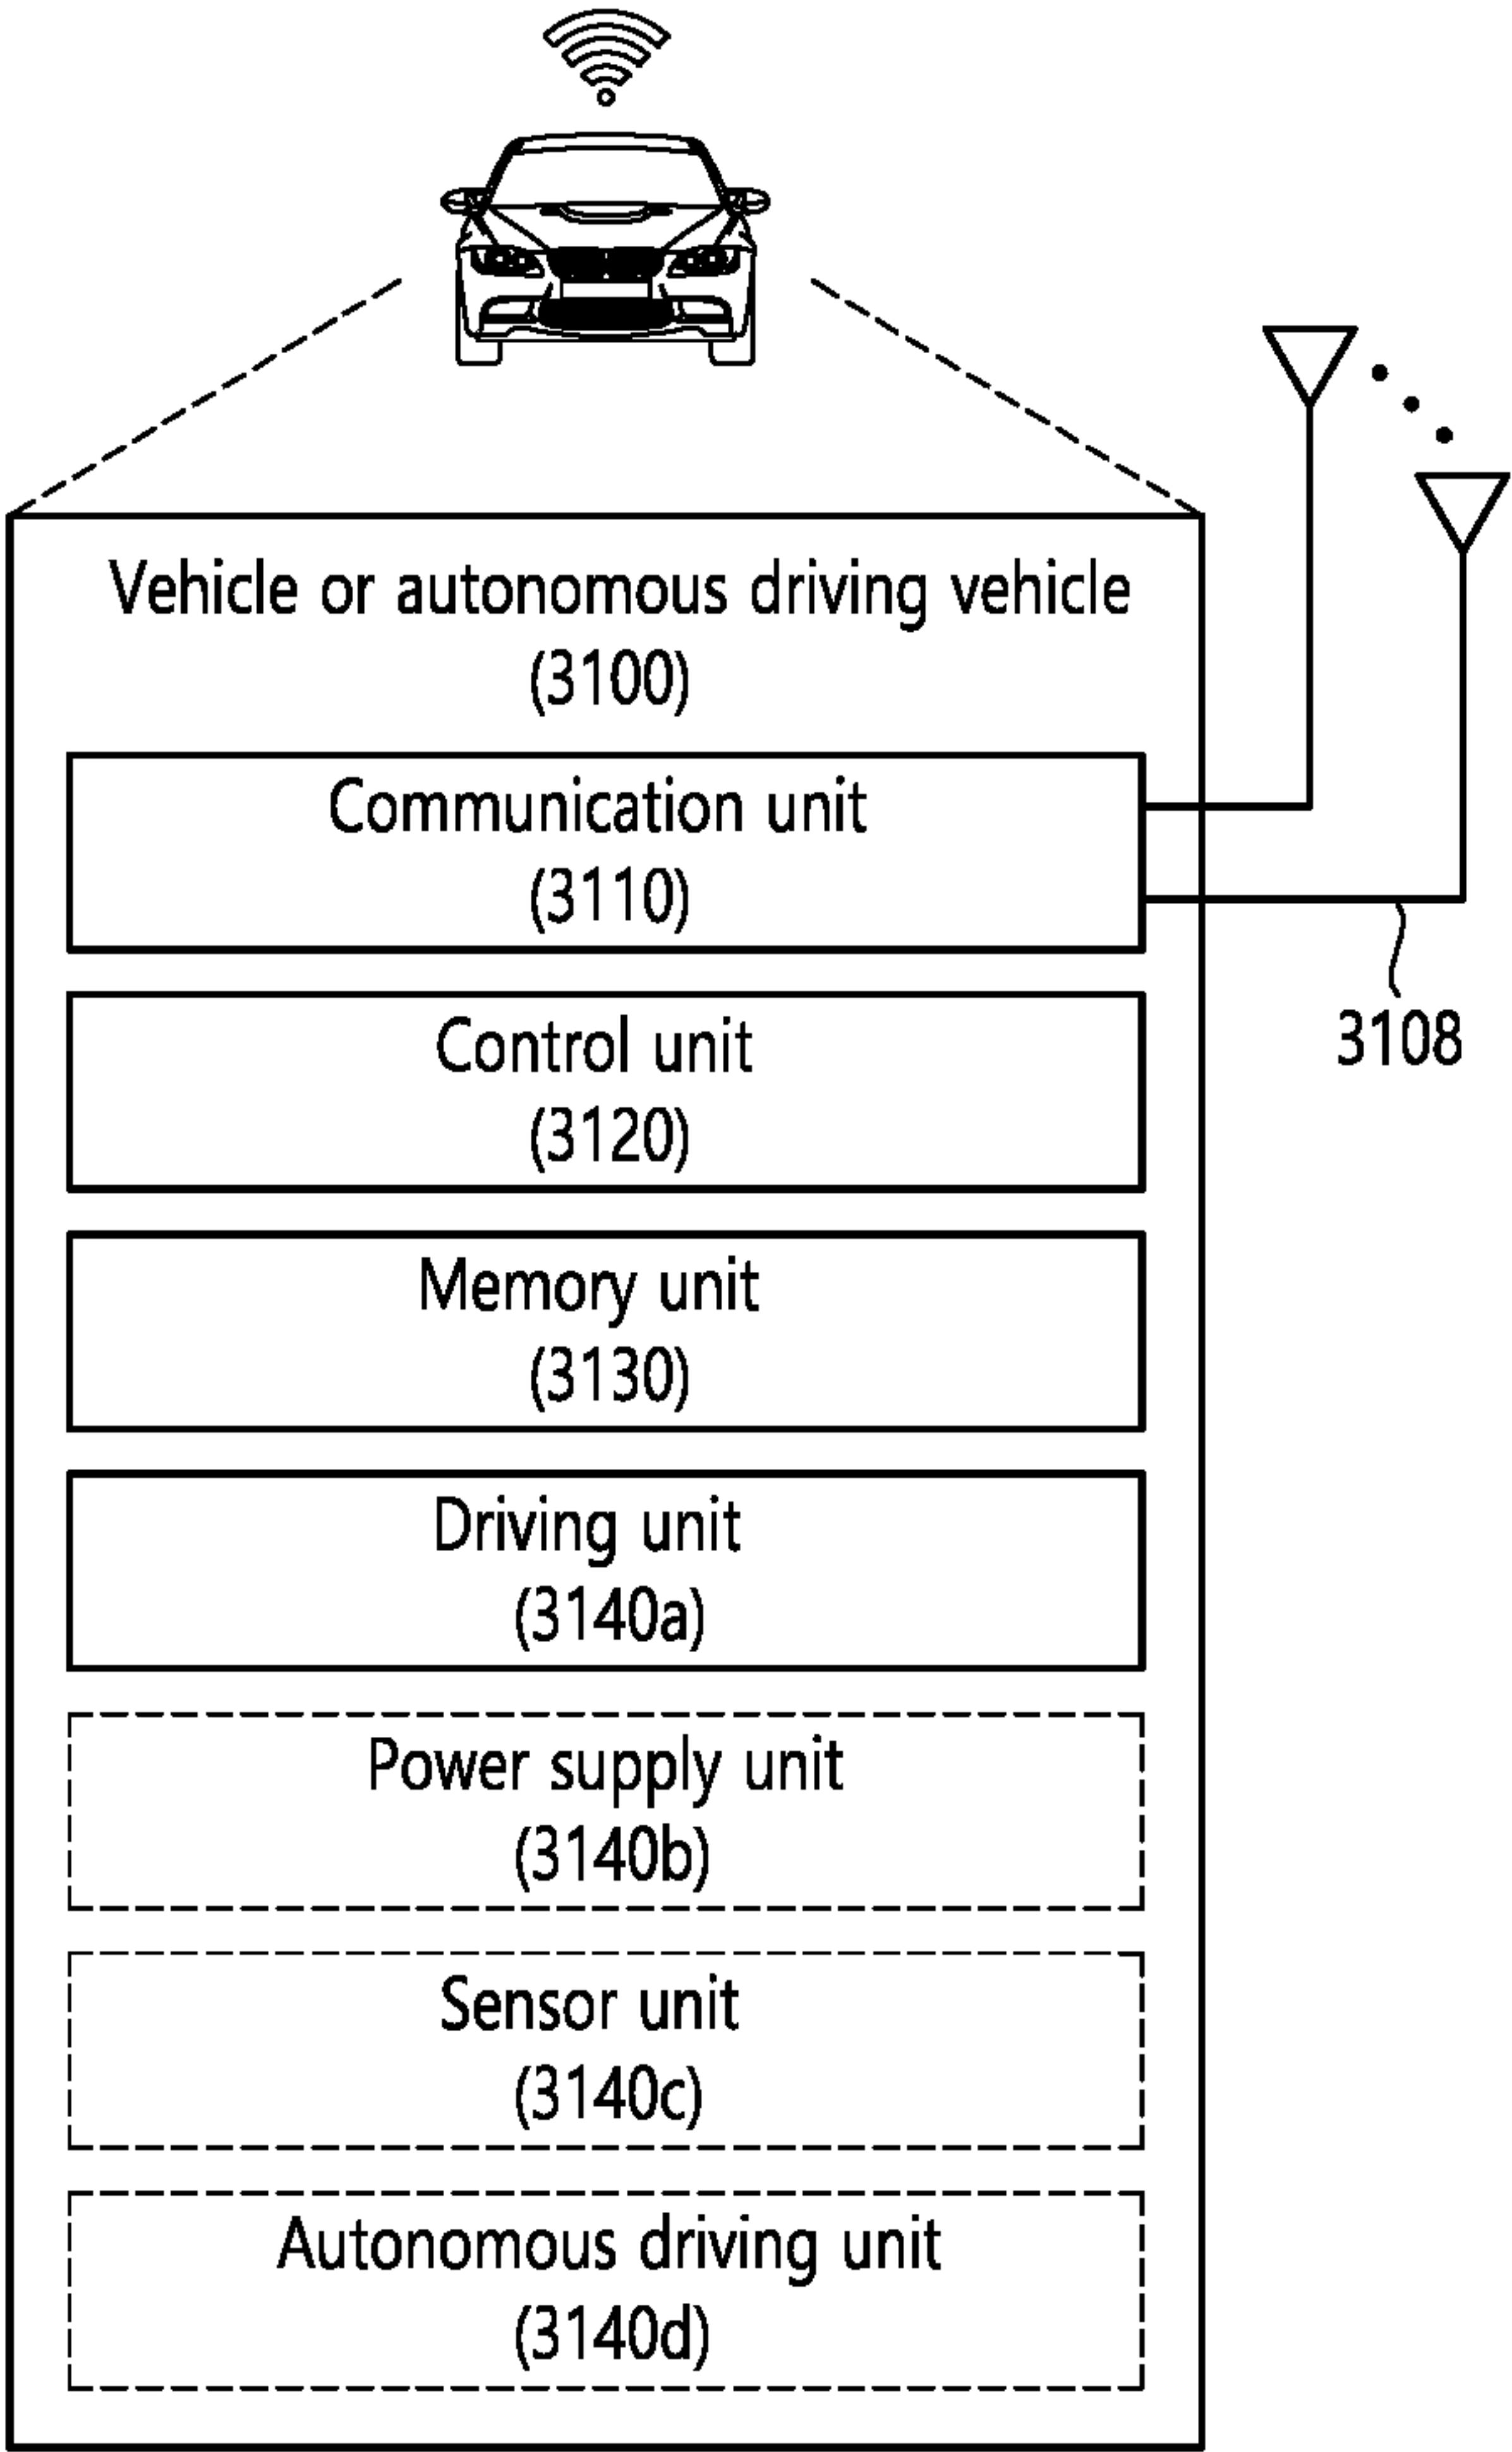 Vehicle or autonomous driving vehicle
(3100)
Communication unit
(3110)
3108
Control unit
(3120)
Memory unit
(3130)
Driving unit
(3140a)
Power supply unit
(3140b)
Sensor unit
(3140c)
Autonomous driving unit
(3140d)